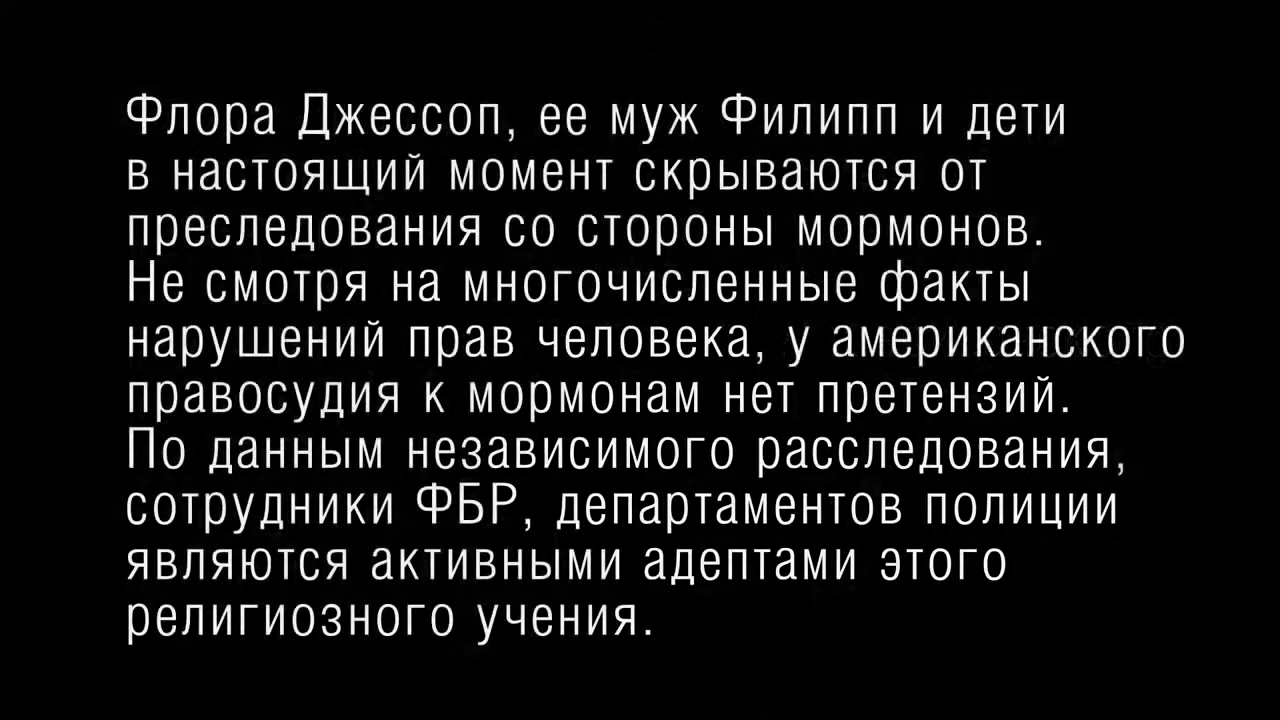 Флора Джессоп, ее муж Филипп и дети
в настоящий момент скрываются от
преследования со стороны мормонов.
Не смотря на многочисленные факты
нарушений прав человека, у американского
правосудия к мормонам нет претензий.
По данным независимого расследования,
сотрудники ФБР, департаментов полиции
являются активными адептами этого
религиозного учения.